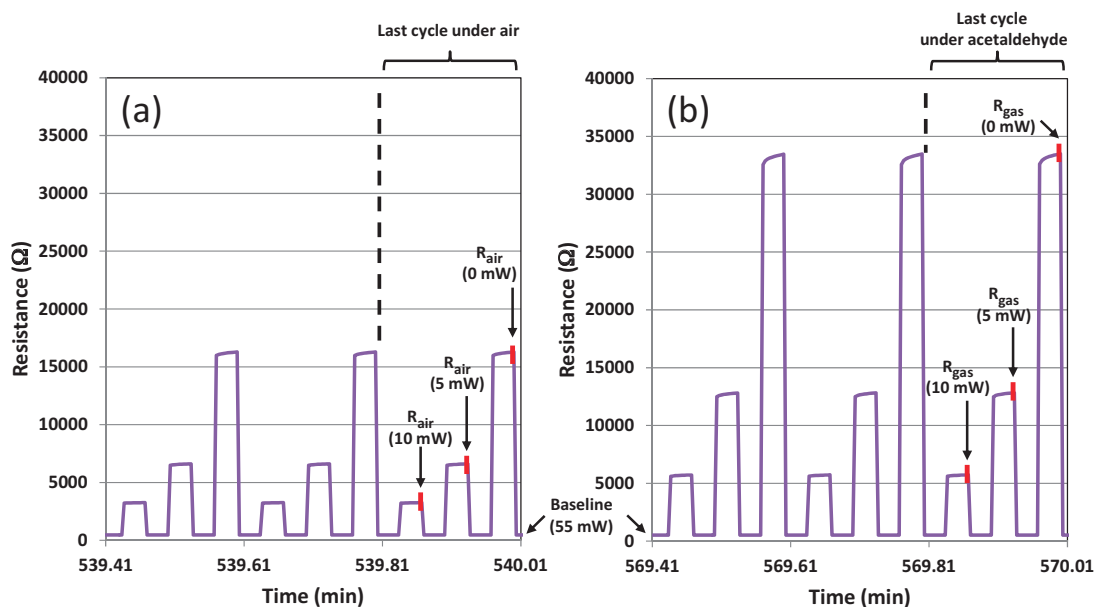 Last cycle under air
(a)
40000
35000
30000
25000
20000
15000
10000
5000
0
Resistance (Ω)
R_air
(0 mW)
R_air
(5 mW)
R_air
(10 mW)
539.41
539.61
539.81
540.01
Time (min)
Baseline
(55 mW)
Last cycle
under acetaldehyde
(b)
40000
35000
30000
25000
20000
15000
10000
5000
0
Resistance (Ω)
R_gas
(0 mW)
R_gas
(5 mW)
R_gas
(10 mW)
569.41
569.61
569.81
570.01
Time (min)